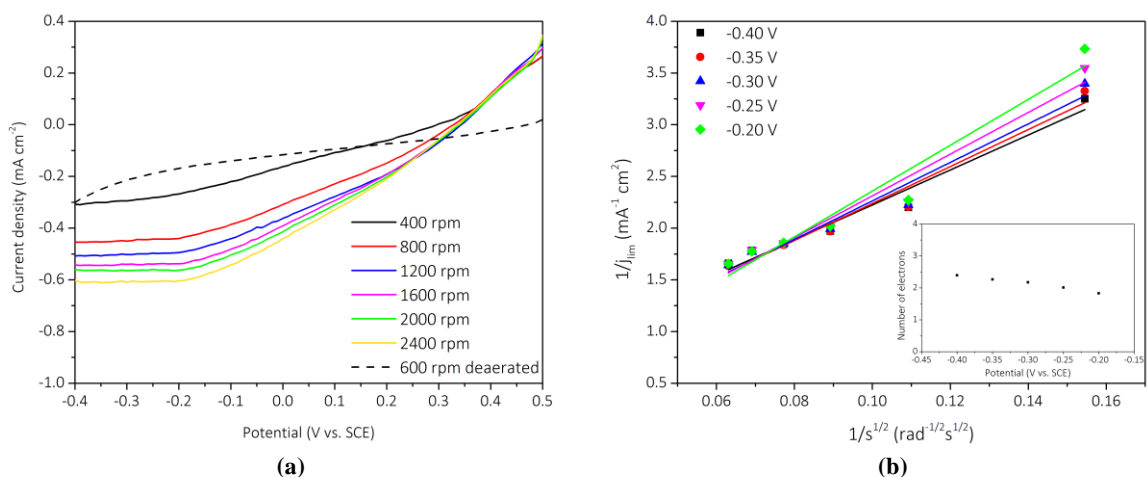 0.4
0.2
0.0
-0.2
-0.4
-0.6
-0.8
-1.0
Current density (mA cm-2)
400 rpm
800 rpm
1200 rpm
1600 rpm
2000 rpm
2400 rpm
600 rpm deaerated
-0.4 -0.3 -0.2 -0.1 0.0 0.1 0.2 0.3 0.4 0.5
Potential (V vs. SCE)
(a)
4.0
3.5
3.0
2.5
2.0
1.5
1.0
0.5
1/jlim (mA-1 cm2)
-0.40 V
-0.35 V
-0.30 V
-0.25 V
-0.20 V
4
3
2
1
0
Number of electrons
-0.45 -0.40 -0.35 -0.30 -0.25 -0.20 -0.15
Potential (V vs. SCE)
0.06 0.08 0.10 0.12 0.14 0.16
1/s1/2 (rad-1/2s1/2)
(b)